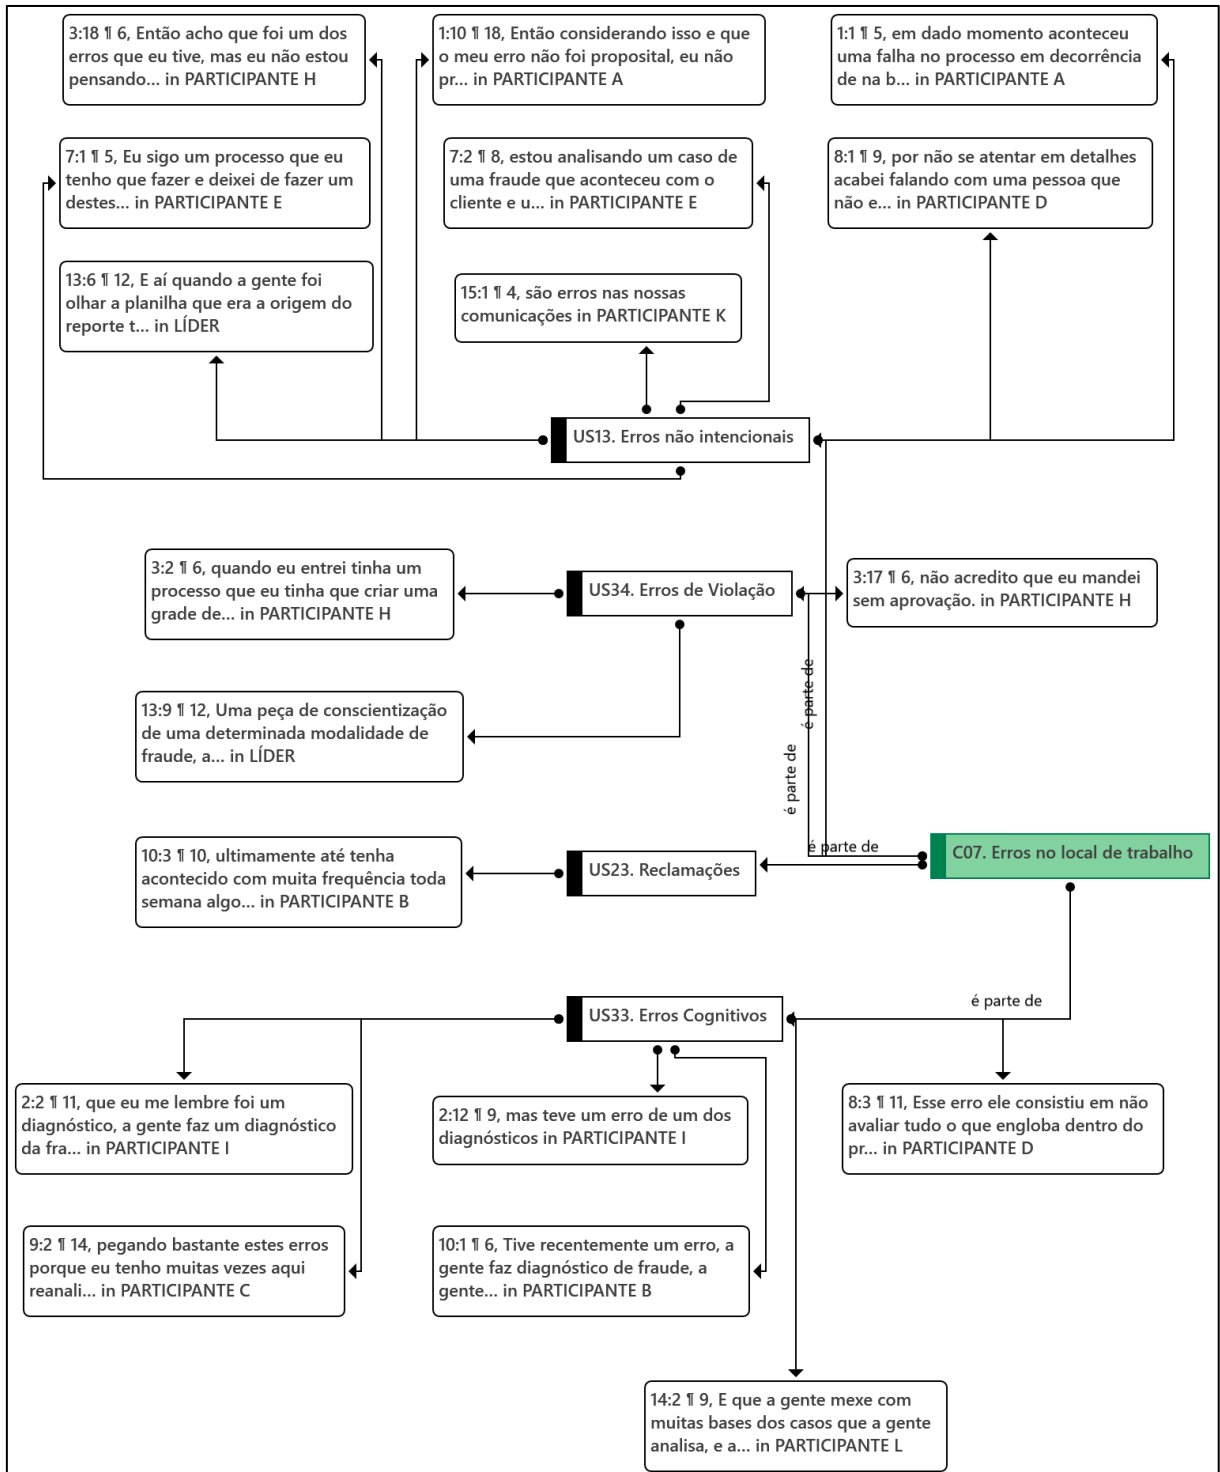 3:18 ¶ 6, Então acho que foi um dos
erros que eu tive, mas eu não estou
pensando... in PARTICIPANTE H
1:10 ¶ 18, Então considerando isso e que
o meu erro não foi proposital, eu não
pr... in PARTICIPANTE A
1:1 ¶ 5, em dado momento aconteceu
uma falha no processo em decorrência
de na b... in PARTICIPANTE A
7:1 ¶ 5, Eu sigo um processo que eu
tenho que fazer e deixei de fazer um
destes... in PARTICIPANTE E
7:2 ¶ 8, estou analisando um caso de
uma fraude que aconteceu com o
cliente e u... in PARTICIPANTE E
8:1 ¶ 9, por não se atentar em detalhes
acabei falando com uma pessoa que
não e... in PARTICIPANTE D
13:6 ¶ 12, E aí quando a gente foi
olhar a planilha que era a origem do
reporte t... in LÍDER
15:1 ¶ 4, são erros nas nossas
comunicações in PARTICIPANTE K
US13. Erros não intencionais
3:2 ¶ 6, quando eu entrei tinha um
processo que eu tinha que criar uma
grade de... in PARTICIPANTE H
US34. Erros de Violação
3:17 ¶ 6, não acredito que eu mandei
sem aprovação. in PARTICIPANTE H
é parte de
13:9 ¶ 12, Uma peça de conscientização
de uma determinada modalidade de
fraude, a... in LÍDER
é parte de
10:3 ¶ 10, ultimamente até tenha
acontecido com muita frequência toda
semana algo... in PARTICIPANTE B
US23. Reclamações
é parte de
C07. Erros no local de trabalho
US33. Erros Cognitivos
é parte de
2:2 ¶ 11, que eu me lembre foi um
diagnóstico, a gente faz um diagnóstico
da fra... in PARTICIPANTE I
2:12 ¶ 9, mas teve um erro de um dos
diagnósticos in PARTICIPANTE I
8:3 ¶ 11, Esse erro ele consistiu em não
avaliar tudo o que engloba dentro do
pr... in PARTICIPANTE D
9:2 ¶ 14, pegando bastante estes erros
porque eu tenho muitas vezes aqui
reanali... in PARTICIPANTE C
10:1 ¶ 6, Tive recentemente um erro, a
gente faz diagnóstico de fraude, a
gente... in PARTICIPANTE B
14:2 ¶ 9, E que a gente mexe com
muitas bases dos casos que a gente
analisa, e a... in PARTICIPANTE L